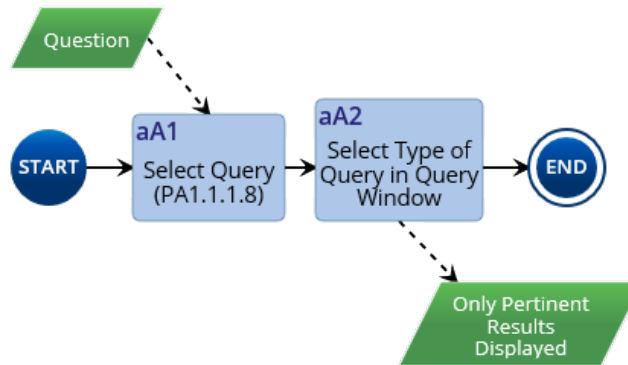 Question
START
aA1
Select Query
(PA1.1.1.8)
aA2
Select Type of
Query in Query
Window
END
Only Pertinent
Results
Displayed